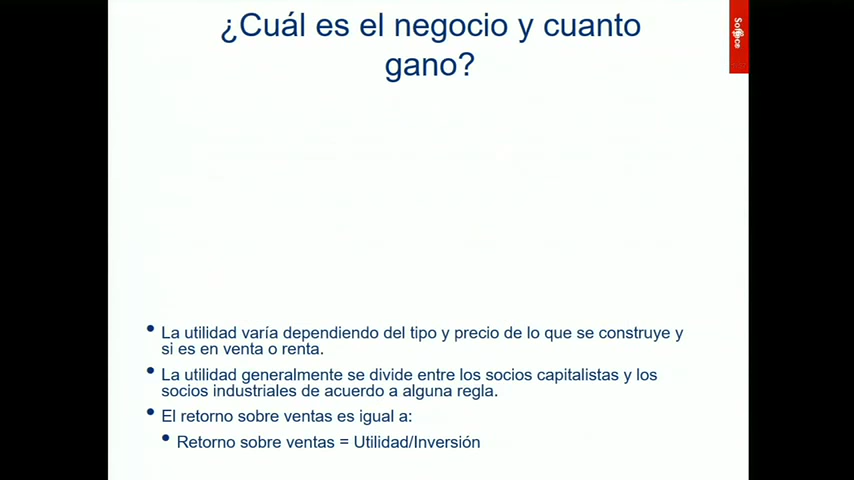 ¿Cuál es el negocio y cuanto
gano?
• La utilidad varía dependiendo del tipo y precio de lo que se construye y
si es en venta o renta.
• La utilidad generalmente se divide entre los socios capitalistas y los
socios industriales de acuerdo a alguna regla.
• El retorno sobre ventas es igual a:
• Retorno sobre ventas = Utilidad/Inversión